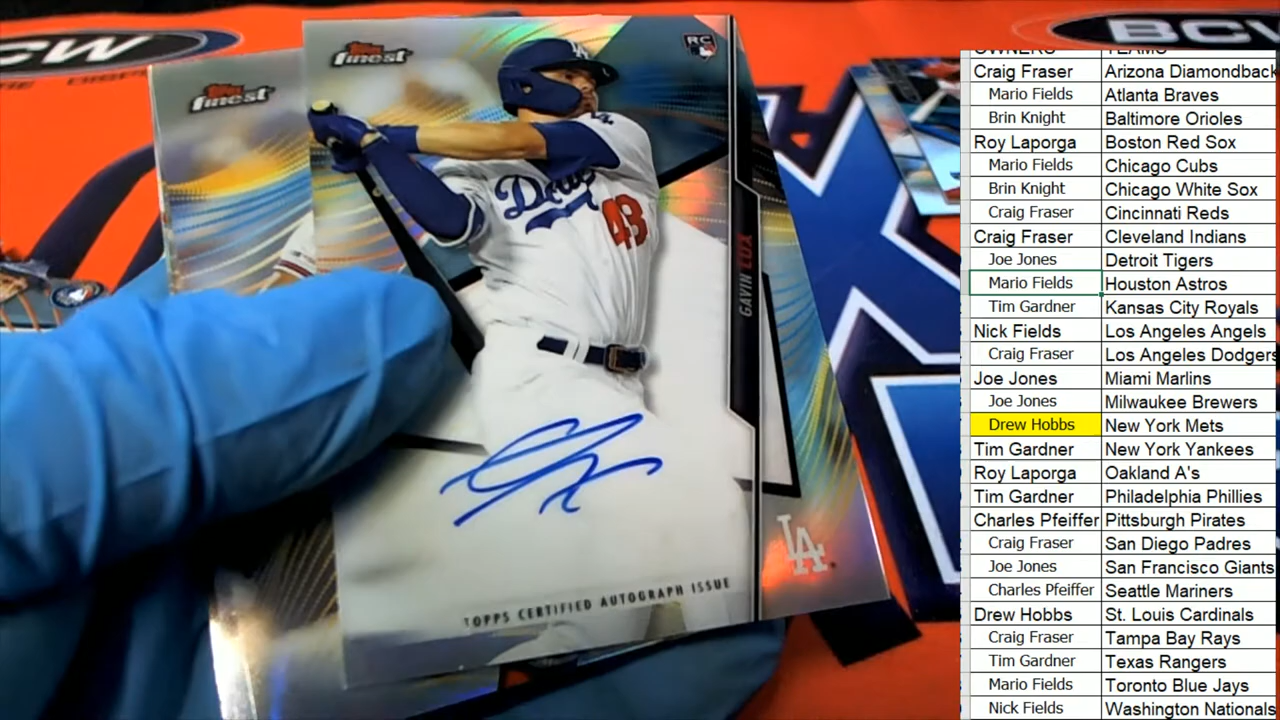 CW
BCW
Topps
finest
Topps
finest
RC
LA
Dodge
43
GAVIN LUX
LA
TOPPS CERTIFIED AUTOGRAPH ISSUE
OWNERS TEAMS
Craig Fraser Arizona Diamondback
Mario Fields Atlanta Braves
Brin Knight Baltimore Orioles
Roy Laporga Boston Red Sox
Mario Fields Chicago Cubs
Brin Knight Chicago White Sox
Craig Fraser Cincinnati Reds
Craig Fraser Cleveland Indians
Joe Jones Detroit Tigers
Mario Fields Houston Astros
Tim Gardner Kansas City Royals
Nick Fields Los Angeles Angels
Craig Fraser Los Angeles Dodgers
Joe Jones Miami Marlins
Joe Jones Milwaukee Brewers
Drew Hobbs New York Mets
Tim Gardner New York Yankees
Roy Laporga Oakland A's
Tim Gardner Philadelphia Phillies
Charles Pfeiffer Pittsburgh Pirates
Craig Fraser San Diego Padres
Joe Jones San Francisco Giants
Charles Pfeiffer Seattle Mariners
Drew Hobbs St. Louis Cardinals
Craig Fraser Tampa Bay Rays
Tim Gardner Texas Rangers
Mario Fields Toronto Blue Jays
Nick Fields Washington Nationals